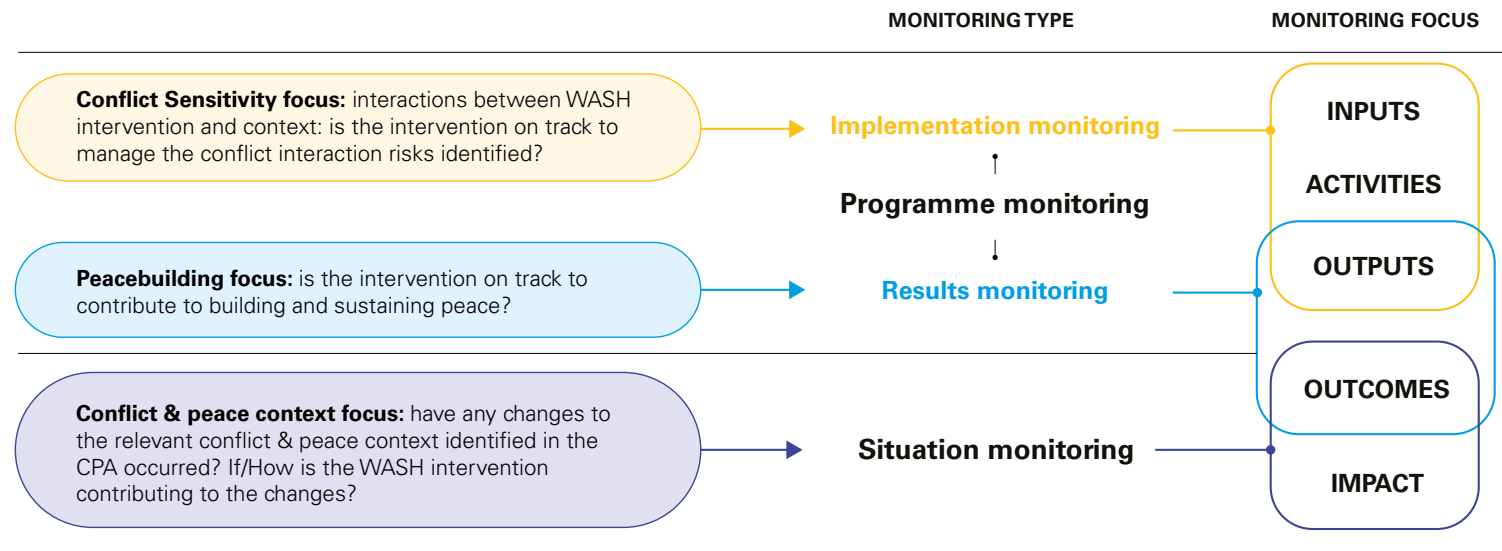 MONITORING TYPE
MONITORING FOCUS
Conflict Sensitivity focus: interactions between WASH
intervention and context: is the intervention on track to
manage the conflict interaction risks identified?
Implementation monitoring
Programme monitoring
INPUTS
ACTIVITIES
OUTPUTS
Peacebuilding focus: is the intervention on track to
contribute to building and sustaining peace?
Results monitoring
Conflict & peace context focus: have any changes to
the relevant conflict & peace context identified in the
CPA occurred? If/How is the WASH intervention
contributing to the changes?
Situation monitoring
OUTCOMES
IMPACT